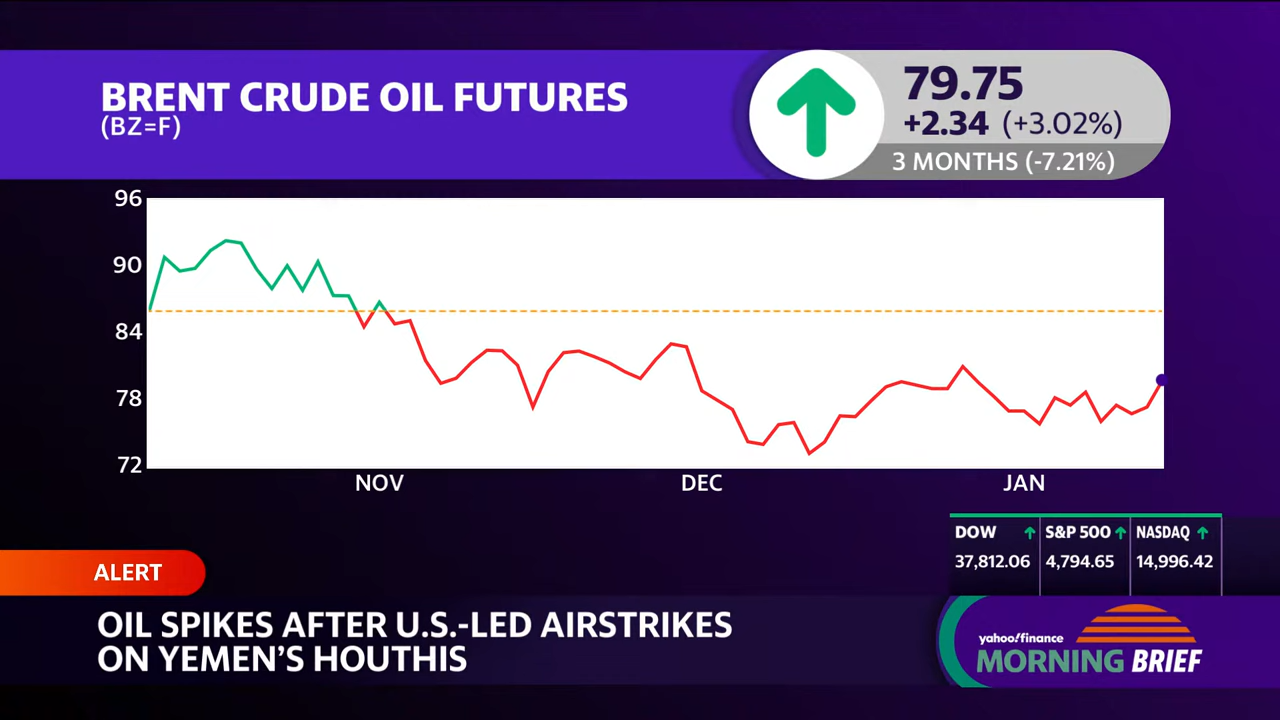 BRENT CRUDE OIL FUTURES
(BZ=F)
79.75
+2.34 (+3.02%)
3 MONTHS (-7.21%)
96
90
84
78
72
NOV DEC JAN
DOW S&P 500 NASDAQ
37,812.06 4,794.65 14,996.42
ALERT
OIL SPIKES AFTER U.S.-LED AIRSTRIKES
ON YEMEN'S HOUTHIS
yahoo!finance
MORNING BRIEF